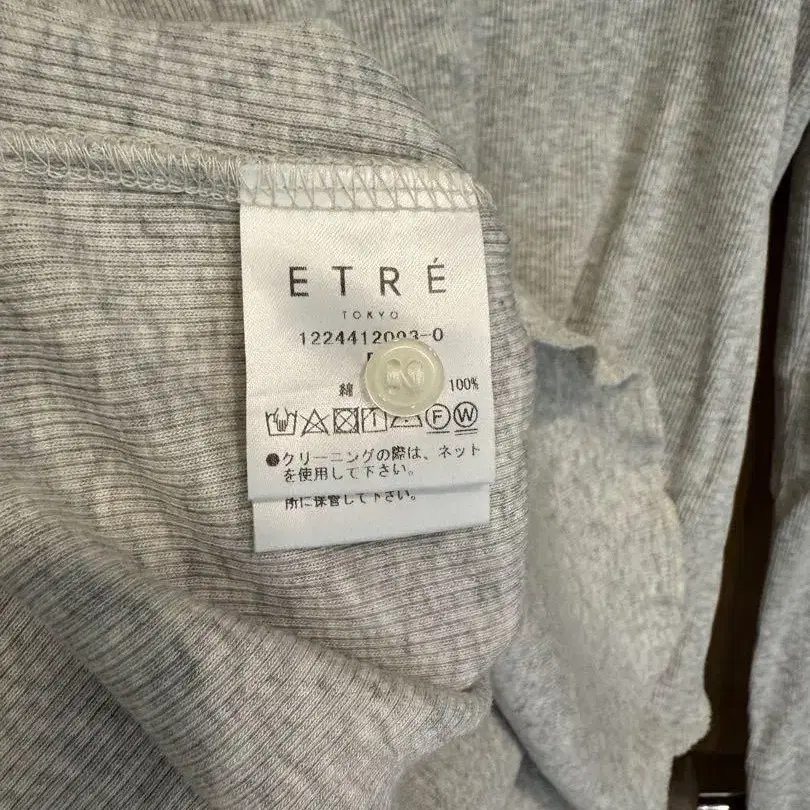 ETRÉ
TOKYO
1224412003-0
綿 100%
F W
●クリーニングの際は、ネット
を使用して下さい。
所に保管して下さい。